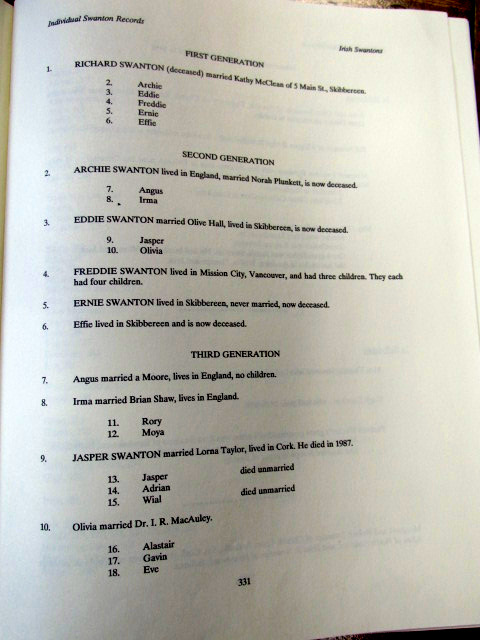 Individual Swanton Records
Irish Swantons
FIRST GENERATION
1. RICHARD SWANTON (deceased) married Kathy McClean of 5 Main St., Skibbereen.
2. Archie
3. Eddie
4. Freddie
5. Ernie
6. Effie
SECOND GENERATION
2. ARCHIE SWANTON lived in England, married Norah Plunkett, is now deceased.
7. Angus
8. Irma
3. EDDIE SWANTON married Olive Hall, lived in Skibbereen, is now deceased.
9. Jasper
10. Olivia
4. FREDDIE SWANTON lived in Mission City, Vancouver, and had three children. They each
had four children.
5. ERNIE SWANTON lived in Skibbereen, never married, now deceased.
6. Effie lived in Skibbereen and is now deceased.
THIRD GENERATION
7. Angus married a Moore, lives in England, no children.
8. Irma married Brian Shaw, lives in England.
11. Rory
12. Moya
9. JASPER SWANTON married Lorna Taylor, lived in Cork. He died in 1987.
13. Jasper died unmarried
14. Adrian
15. Wial died unmarried
10. Olivia married Dr. I. R. MacAuley.
16. Alastair
17. Gavin
18. Eve
331